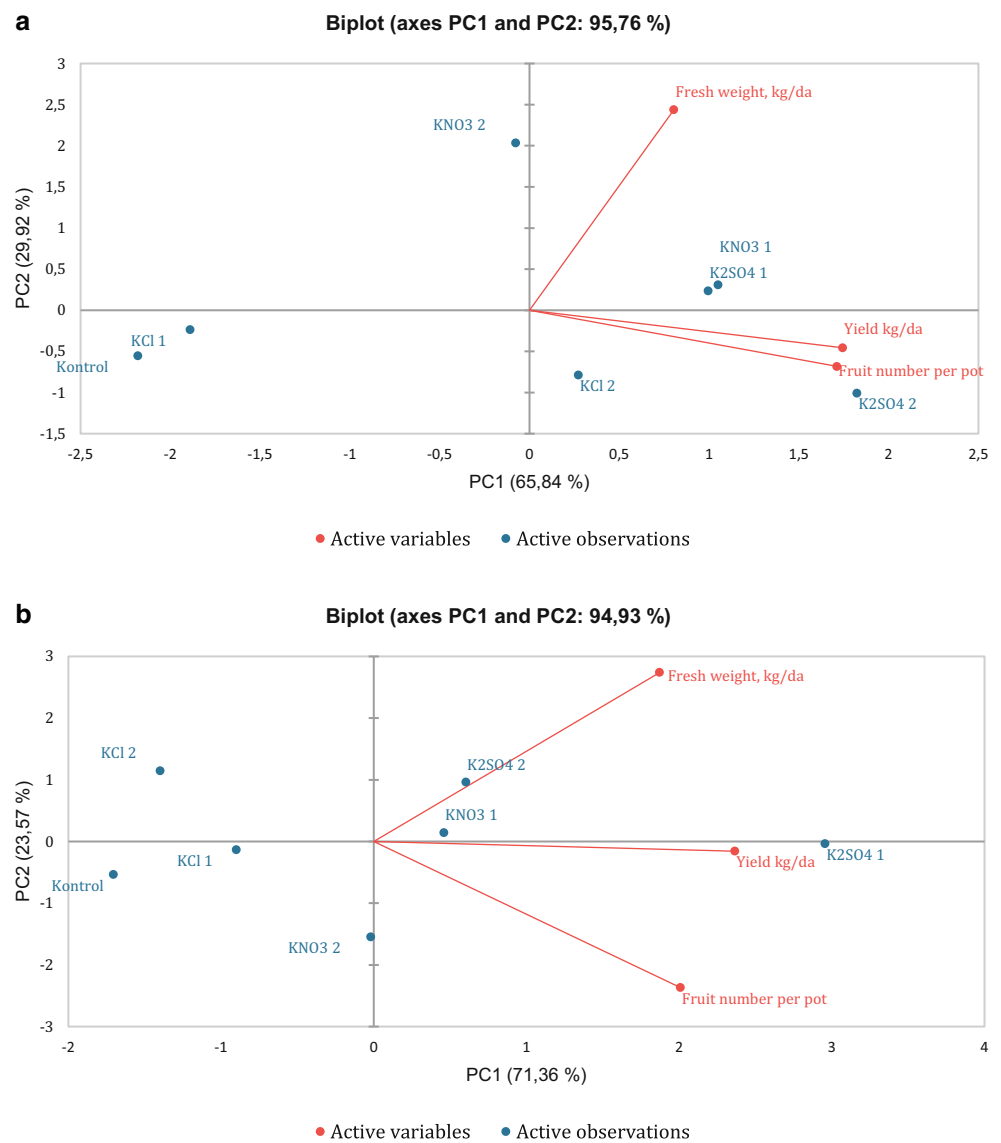 a
Biplot (axes PC1 and PC2: 95,76 %)
3
2,5
2
1,5
1
0,5
0
-0,5
-1
-1,5
PC2 (29,92 %)
Fresh weight, kg/da
KNO3 2
KNO3 1
K2SO4 1
Yield kg/da
KCl 1
Kontrol
Fruit number per pot
KCl 2
K2SO4 2
-2,5
-2
-1,5
-1
-0,5
0
0,5
1
1,5
2
2,5
PC1 (65,84 %)
Active variables
Active observations
b
Biplot (axes PC1 and PC2: 94,93 %)
3
2
1
0
-1
-2
-3
PC2 (23,57 %)
Fresh weight, kg/da
KCl 2
K2SO4 2
KNO3 1
KCl 1
Yield kg/da
K2SO4 1
Kontrol
KNO3 2
Fruit number per pot
-2
-1
0
1
2
3
4
PC1 (71,36 %)
Active variables
Active observations